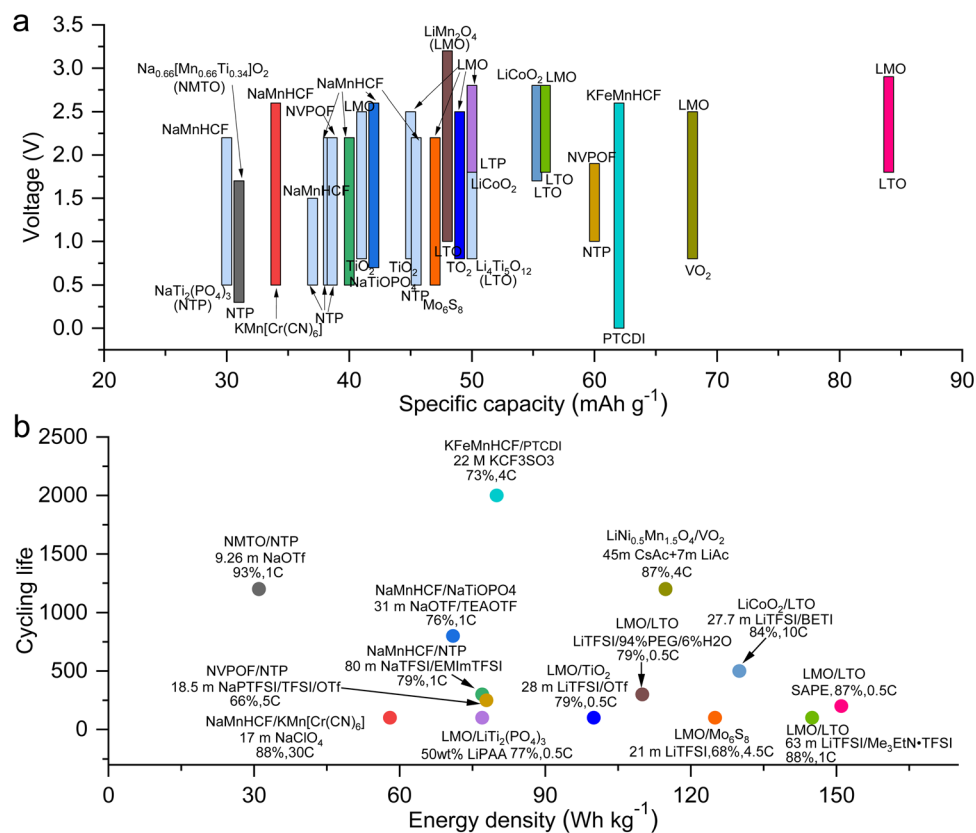 a
3.5
3.0
2.5
2.0
1.5
1.0
0.5
0.0
Voltage (V)
20
30
40
50
60
70
80
90
Specific capacity (mAh g⁻¹)
Na₀.₆₆[Mn₀.₆₆Ti₀.₃₄]O₂
(NMTO)
NaMnHCF
NaMnHCF
NVPOF
NaMnHCF
NaMnHCF
LMO
LiMn₂O₄
(LMO)
LMO
LiCoO₂
LMO
KFeMnHCF
LMO
LMO
NVPOF
LTP
LiCoO₂
LTO
LTO
LTO
LTO
NTP
VO₂
PTCDI
NaTi₂(PO₄)₃
(NTP)
NTP
KMn[Cr(CN)₆]
NTP
TiO₂
NaTiOPO₄
TiO₂
NTP
Mo₆S₈
TO₂
Li₄Ti₅O₁₂
(LTO)
b
2500
2000
1500
1000
500
0
Cycling life
0
30
60
90
120
150
Energy density (Wh kg⁻¹)
KFeMnHCF/PTCDI
22 M KCF3SO3
73%,4C
NMTO/NTP
9.26 m NaOTf
93%,1C
LiNi₀.₅Mn₁.₅O₄/VO₂
45m CsAc+7m LiAc
87%,4C
NaMnHCF/NaTiOPO4
31 m NaOTF/TEAOTF
76%,1C
LMO/LTO
LiTFSI/94%PEG/6%H2O
79%,0.5C
LiCoO₂/LTO
27.7 m LiTFSI/BETI
84%,10C
NaMnHCF/NTP
80 m NaTFSI/EMImTFSI
79%,1C
NVPOF/NTP
18.5 m NaPTFSI/TFSI/OTf
66%,5C
LMO/TiO₂
28 m LiTFSI/OTf
79%,0.5C
LMO/LTO
SAPE,87%,0.5C
NaMnHCF/KMn[Cr(CN)₆]
17 m NaClO₄
88%,30C
LMO/LiTi₂(PO₄)₃
50wt% LiPAA 77%,0.5C
LMO/Mo₆S₈
21 m LiTFSI,68%,4.5C
LMO/LTO
63 m LiTFSI/Me₃EtN•TFSI
88%,1C